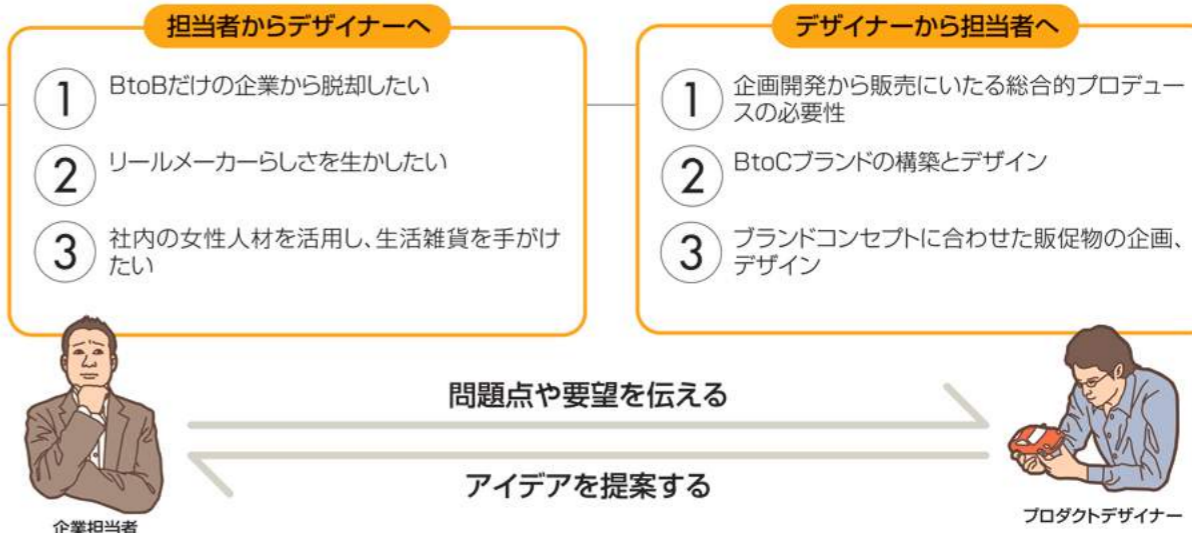 担当者からデザイナーへ
1 BtoBだけの企業から脱却したい
2 リールメーカーらしさを生かしたい
3 社内の女性人材を活用し、生活雑貨を手がけ
たい
デザイナーから担当者へ
1 企画開発から販売にいたる総合的プロデュー
スの必要性
2 BtoCブランドの構築とデザイン
3 ブランドコンセプトに合わせた販促物の企画、
デザイン
問題点や要望を伝える
アイデアを提案する
企業担当者
プロダクトデザイナー